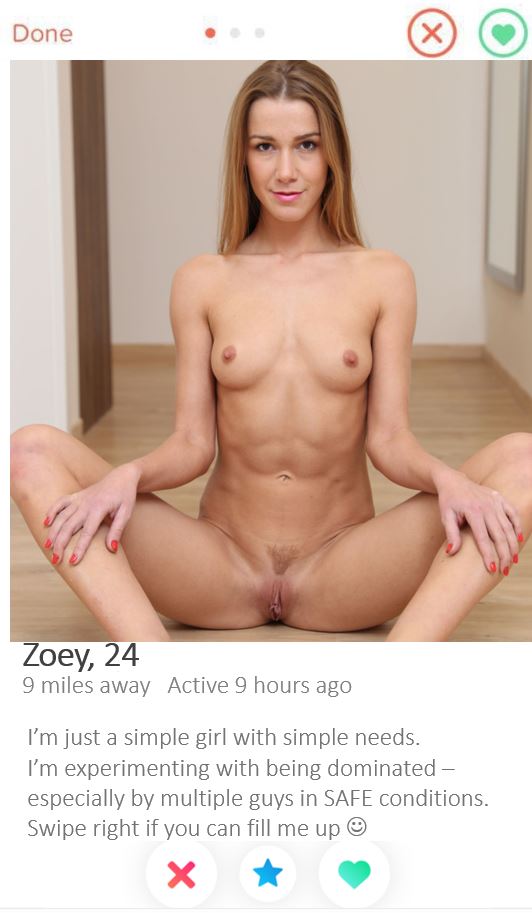 Done
Zoey, 24
9 miles away Active 9 hours ago
I’m just a simple girl with simple needs.
I’m experimenting with being dominated –
especially by multiple guys in SAFE conditions.
Swipe right if you can fill me up ☺